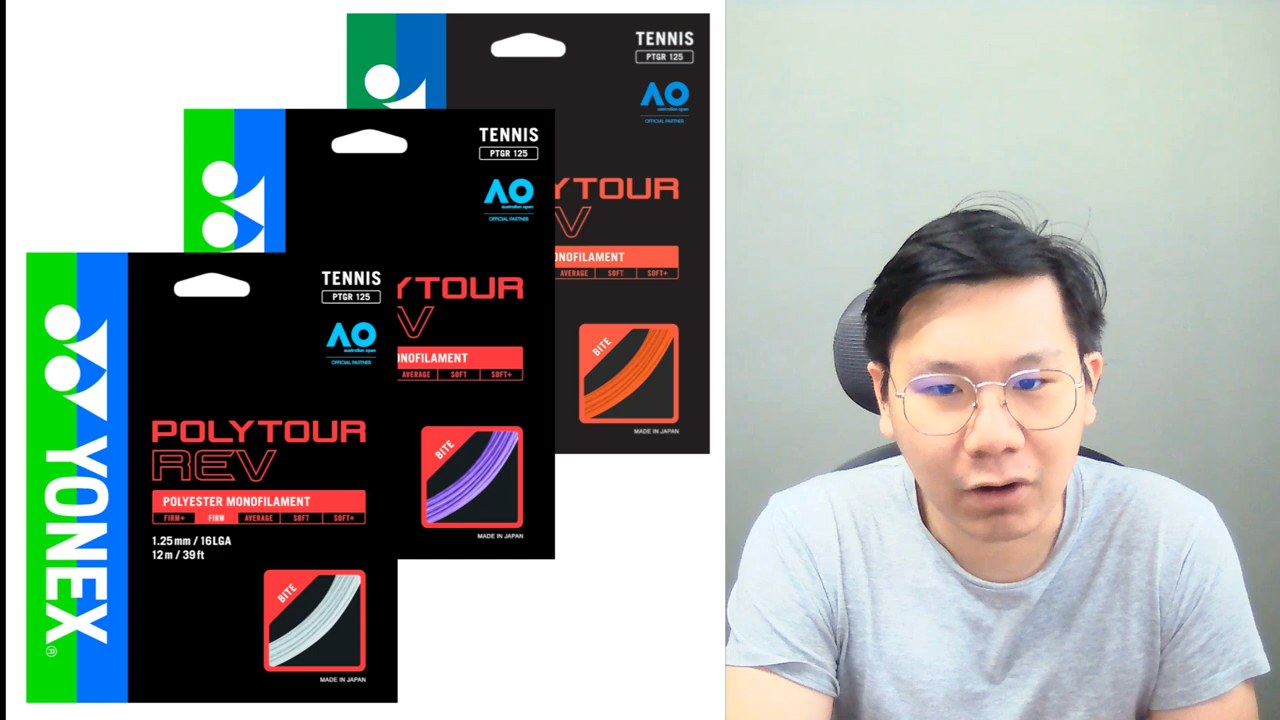 TENNIS
PTGR 125
AO
australian open
OFFICIAL PARTNER
YTOUR
V
ONOFILAMENT
AVERAGE SOFT SOFT+
BITE
MADE IN JAPAN
TENNIS
PTGR 125
AO
australian open
OFFICIAL PARTNER
YTOUR
V
ONOFILAMENT
AVERAGE SOFT SOFT+
BITE
MADE IN JAPAN
YONEX®
TENNIS
PTGR 125
AO
australian open
OFFICIAL PARTNER
POLYTOUR
REV
POLYESTER MONOFILAMENT
FIRM+ FIRM AVERAGE SOFT SOFT+
1.25mm / 16LGA
12m / 39ft
BITE
MADE IN JAPAN